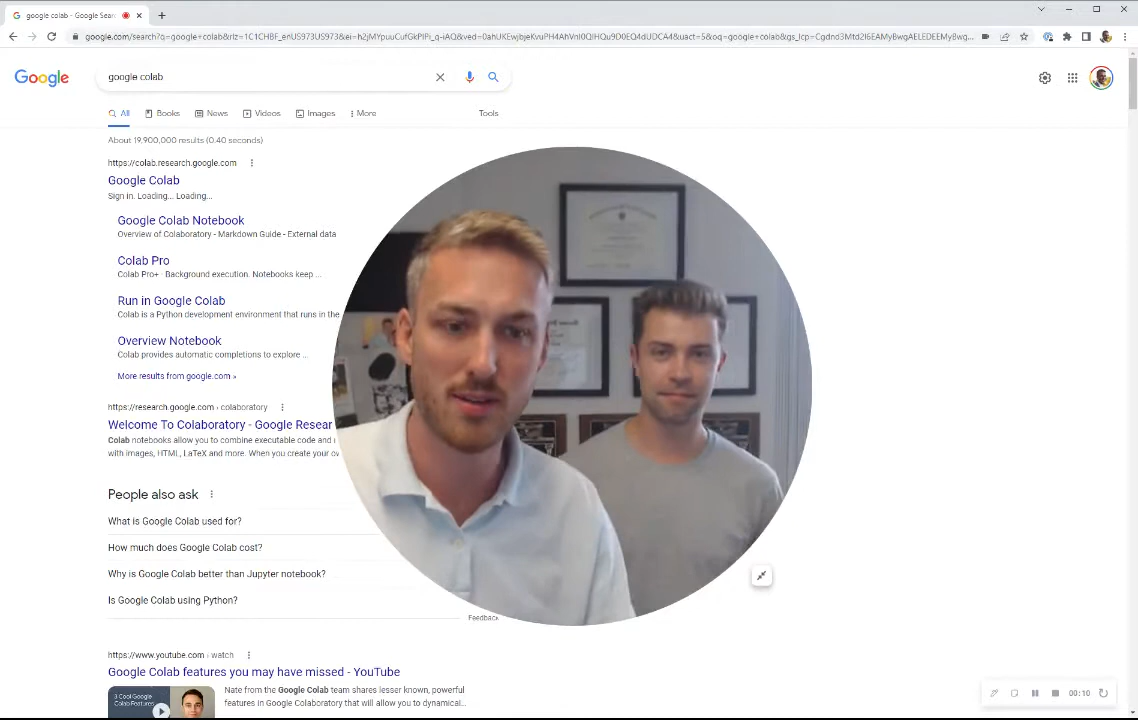 google colab - Google Sear
google.com/search?q=google+colab&rlz=1C1CHBF_enUS973US973&ei=h2jMYpuuCufGkPIPi_q-iAQ&ved=0ahUKEwjbjeKvuPH4AhVnI0QIHQu9D0EQ4dUDCA4&uact=5&oq=google+colab&gs_lcp=Cgdnd3Mtd2l6EAMyBwgAELEDEEMyBwg...
Google
google colab
All Books News Videos Images More Tools
About 19,900,000 results (0.40 seconds)
https://colab.research.google.com
Google Colab
Sign in. Loading... Loading...
Google Colab Notebook
Overview of Colaboratory - Markdown Guide - External data
Colab Pro
Colab Pro+ · Background execution. Notebooks keep ...
Run in Google Colab
Colab is a Python development environment that runs in the
Overview Notebook
Colab provides automatic completions to explore ...
More results from google.com »
https://research.google.com › colaboratory
Welcome To Colaboratory - Google Resear
Colab notebooks allow you to combine executable code and
with images, HTML, LaTeX and more. When you create your
People also ask
What is Google Colab used for?
How much does Google Colab cost?
Why is Google Colab better than Jupyter notebook?
Is Google Colab using Python?
Feedback
https://www.youtube.com › watch
Google Colab features you may have missed - YouTube
3 Cool Google
Colab Features
Nate from the Google Colab team shares lesser known, powerful
features in Google Colaboratory that will allow you to dynamical...
00:10